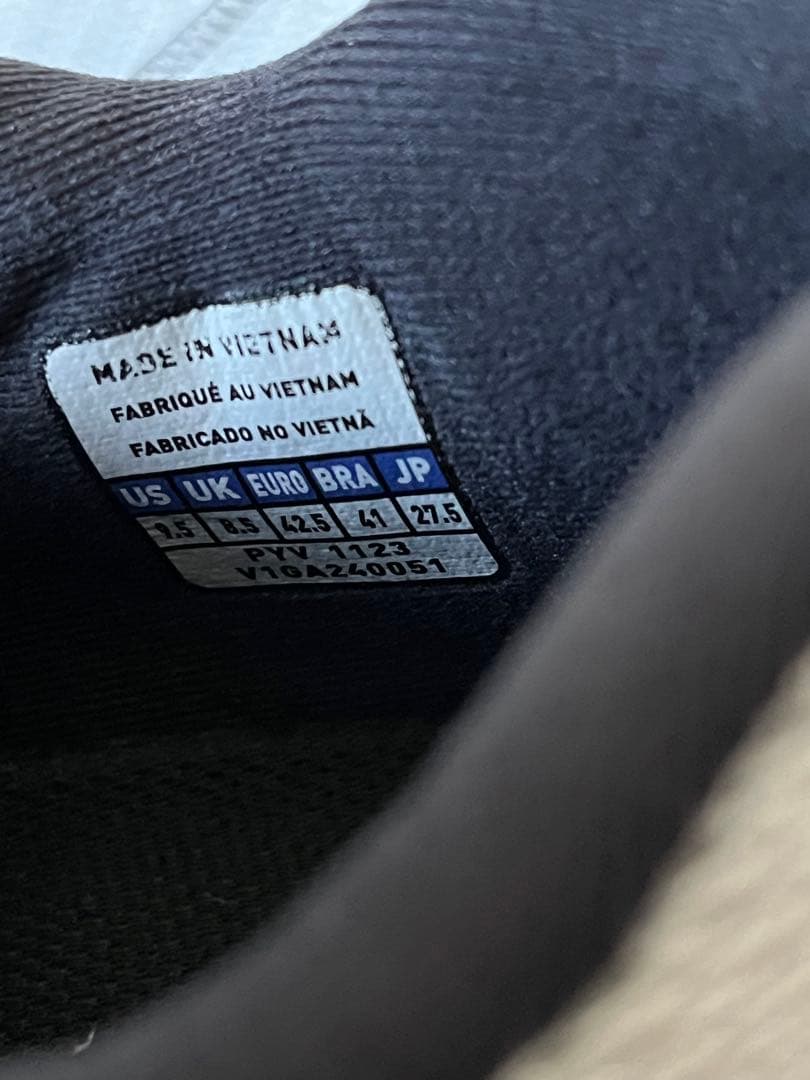 MADE IN VIETNAM
FABRIQUÉ AU VIETNAM
FABRICADO NO VIETNÃ
US UK EURO BRA JP
9.5 8.5 42.5 41 27.5
PYV 1123
V1GA240051